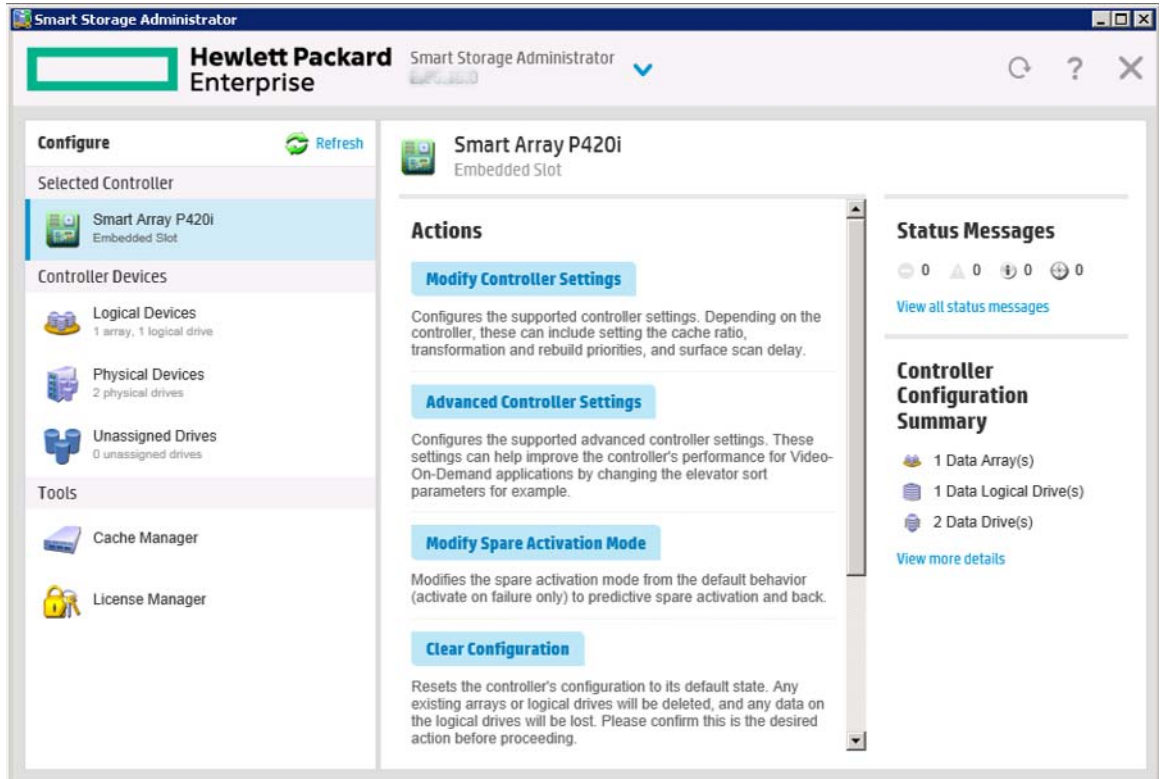 Smart Storage Administrator
Hewlett Packard
Enterprise
Smart Storage Administrator
Configure
Refresh
Selected Controller
Smart Array P420i
Embedded Slot
Controller Devices
Logical Devices
1 array, 1 logical drive
Physical Devices
2 physical drives
Unassigned Drives
0 unassigned drives
Tools
Cache Manager
License Manager
Smart Array P420i
Embedded Slot
Actions
Modify Controller Settings
Configures the supported controller settings. Depending on the
controller, these can include setting the cache ratio,
transformation and rebuild priorities, and surface scan delay.
Advanced Controller Settings
Configures the supported advanced controller settings. These
settings can help improve the controller's performance for Video-
On-Demand applications by changing the elevator sort
parameters for example.
Modify Spare Activation Mode
Modifies the spare activation mode from the default behavior
(activate on failure only) to predictive spare activation and back.
Clear Configuration
Resets the controller's configuration to its default state. Any
existing arrays or logical drives will be deleted, and any data on
the logical drives will be lost. Please confirm this is the desired
action before proceeding.
Status Messages
0 0 0 0
View all status messages
Controller
Configuration
Summary
1 Data Array(s)
1 Data Logical Drive(s)
2 Data Drive(s)
View more details